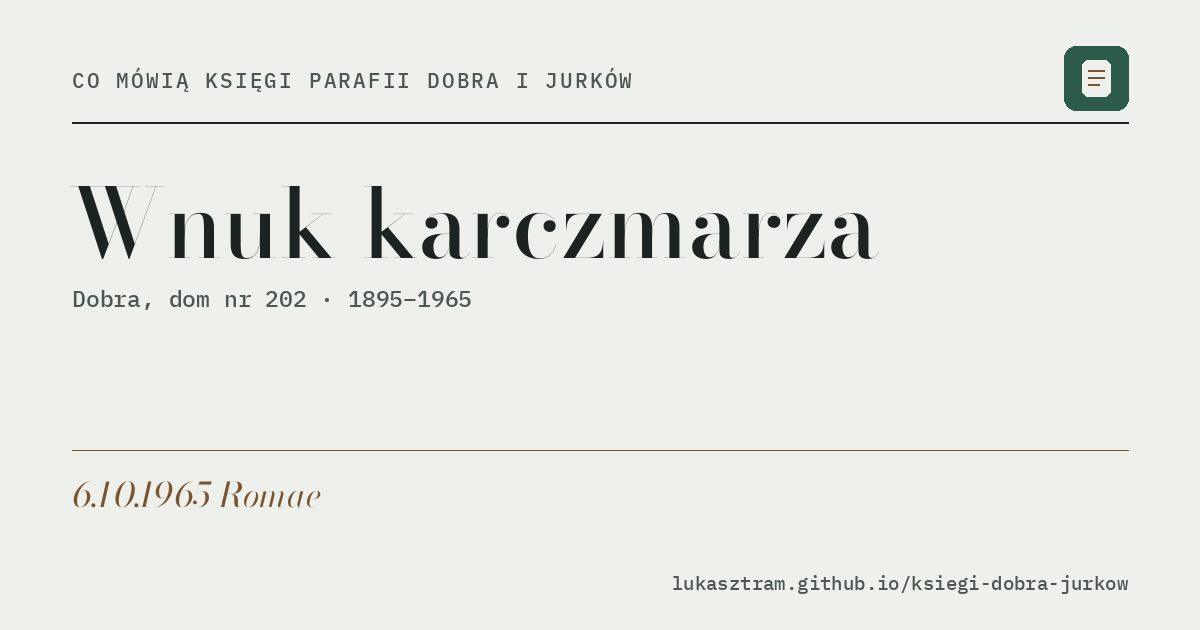 CO MÓWIĄ KSIĘGI PARAFII DOBRA I JURKÓW
Wnuk karczmarza
Dobra, dom nr 202 · 1895–1965
6.10.1965 Romae
lukasztram.github.io/ksiegi-dobra-jurkow